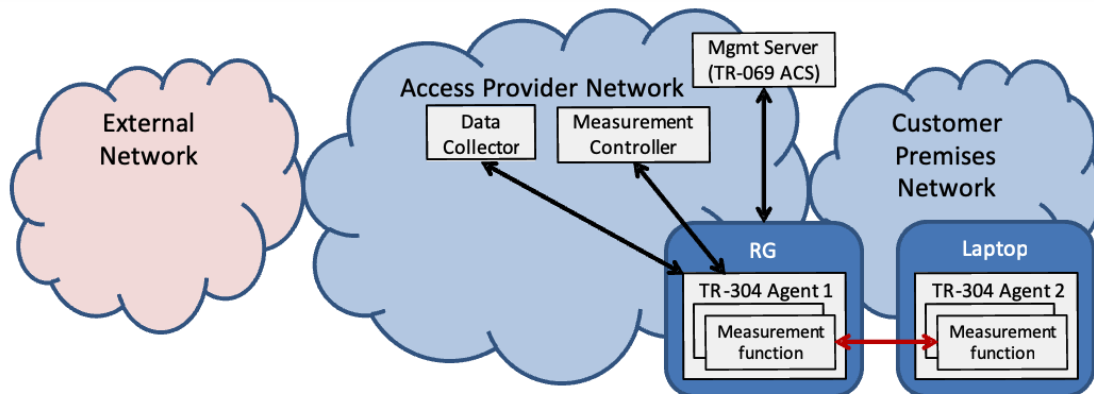 External
Network
Access Provider Network
Data
Collector
Measurement
Controller
Mgmt Server
(TR-069 ACS)
Customer
Premises
Network
RG
TR-304 Agent 1
Measurement
function
Laptop
TR-304 Agent 2
Measurement
function